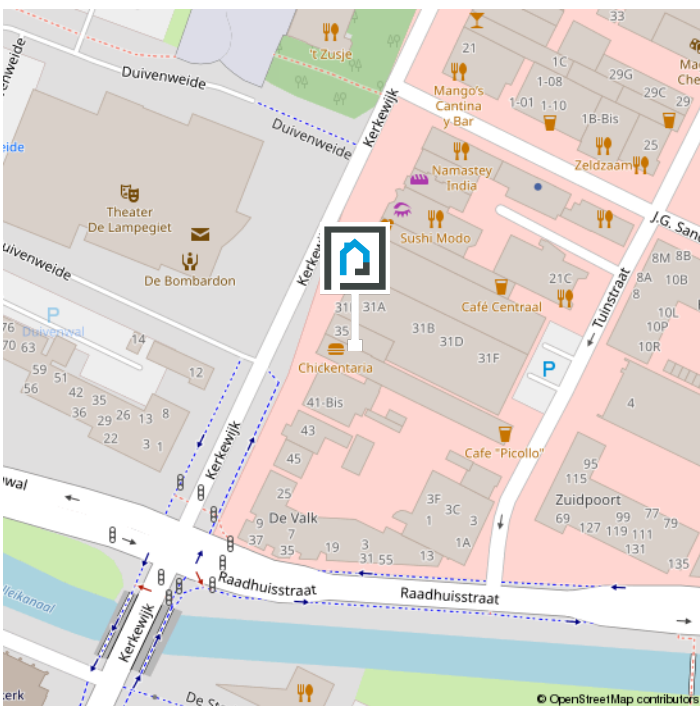 't Zusje
Duivenweide
Duivenweide
Kerkewijk
21
Mango's
Cantina
y Bar
33
1C
1-08
29G
29C
29
1-01
1-10
1B-Bis
25
Zeldzaam
Namastey
India
Sushi Modo
J.G. Sand
Theater
De Lampegiet
De Bombardon
eide
P
Duivenwal
76
70
63
14
12
59
51
56
42
35
36
29
26
13
8
22
3
1
31A
35
31B
31D
31F
Chickentaria
Café Centraal
21C
Tuinstraat
8M
8B
8A
10B
8
10L
10P
10R
P
4
41-Bis
43
45
Cafe "Picollo"
Kerkewijk
25
De Valk
9
37
7
35
19
3
31
55
13
3F
1
3C
3
1A
95
115
Zuidpoort
69
127
119
99
111
77
79
131
135
wal
Raadhuisstraat
Raadhuisstraat
Kerkewijk
© OpenStreetMap contributors